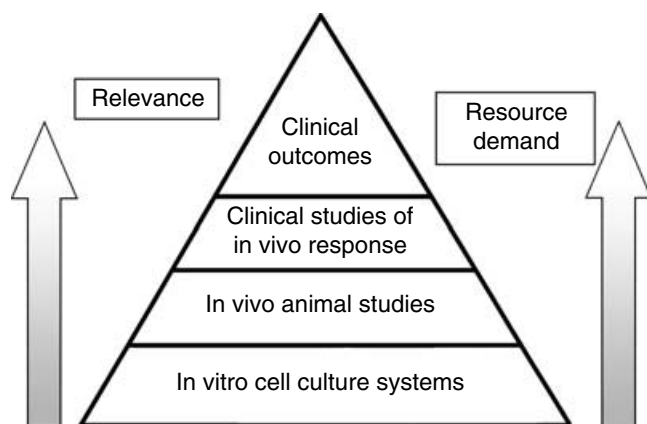 Relevance
Resource
demand
Clinical
outcomes
Clinical studies of
in vivo response
In vivo animal studies
In vitro cell culture systems